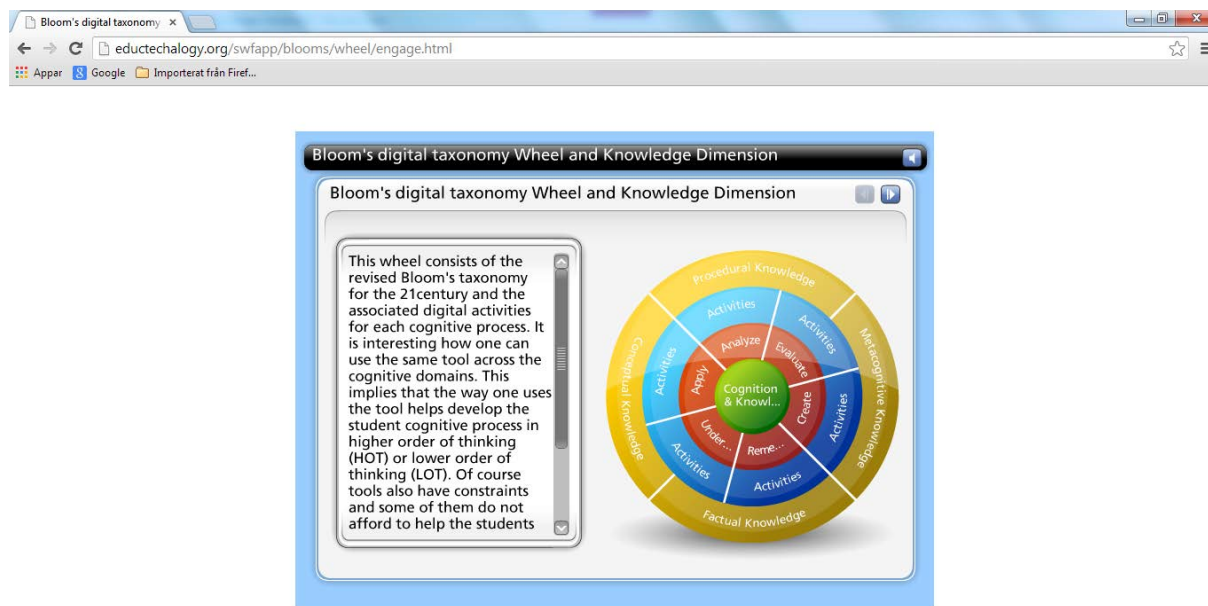 Bloom's digital taxonomy
eductechalogy.org/swfapp/blooms/wheel/engage.html
Appar Google Importerat från Firef...
Bloom's digital taxonomy Wheel and Knowledge Dimension
Bloom's digital taxonomy Wheel and Knowledge Dimension
This wheel consists of the
revised Bloom's taxonomy
for the 21century and the
associated digital activities
for each cognitive process. It
is interesting how one can
use the same tool across the
cognitive domains. This
implies that the way one uses
the tool helps develop the
student cognitive process in
higher order of thinking
(HOT) or lower order of
thinking (LOT). Of course
tools also have constraints
and some of them do not
afford to help the students
Procedural Knowledge
Metacognitive Knowledge
Factual Knowledge
Conceptual Knowledge
Activities
Activities
Activities
Activities
Activities
Activities
Analyze
Evaluate
Create
Reme...
Under...
Apply
Cognition
& Knowl...